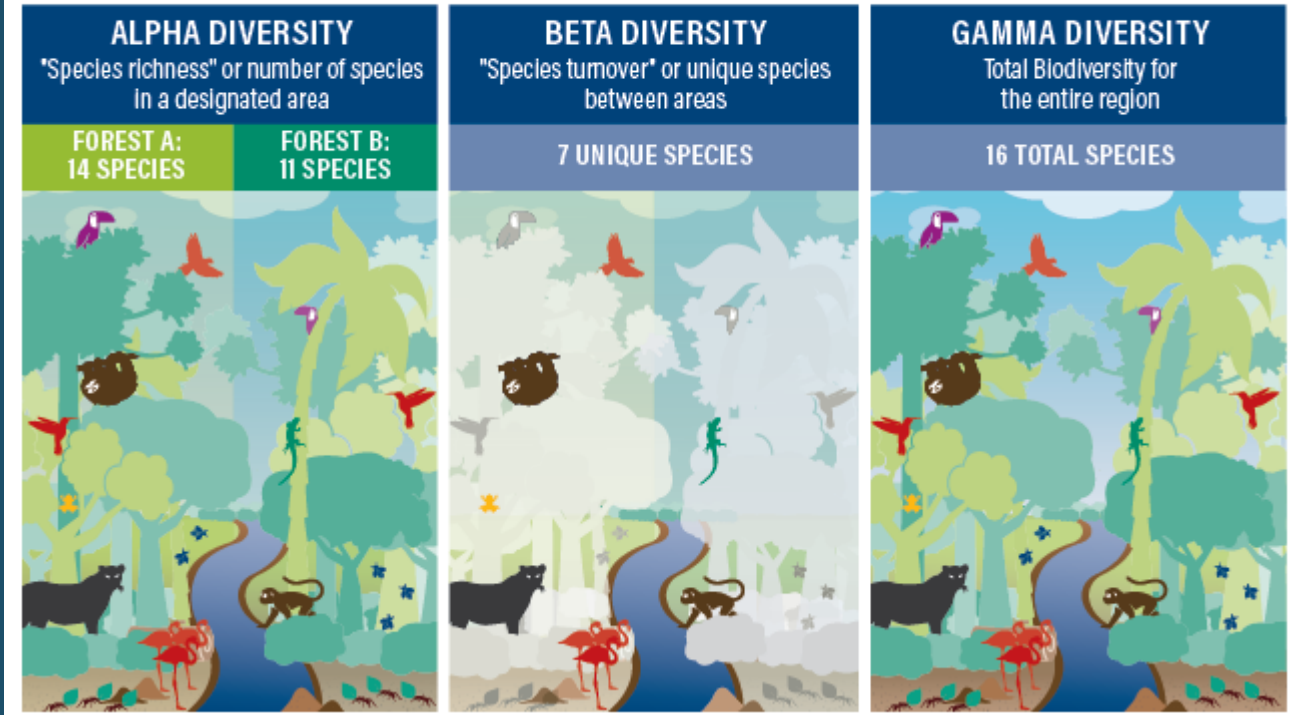 ALPHA DIVERSITY
"Species richness" or number of species
in a designated area
FOREST A:
14 SPECIES
FOREST B:
11 SPECIES
BETA DIVERSITY
"Species turnover" or unique species
between areas
7 UNIQUE SPECIES
GAMMA DIVERSITY
Total Biodiversity for
the entire region
16 TOTAL SPECIES